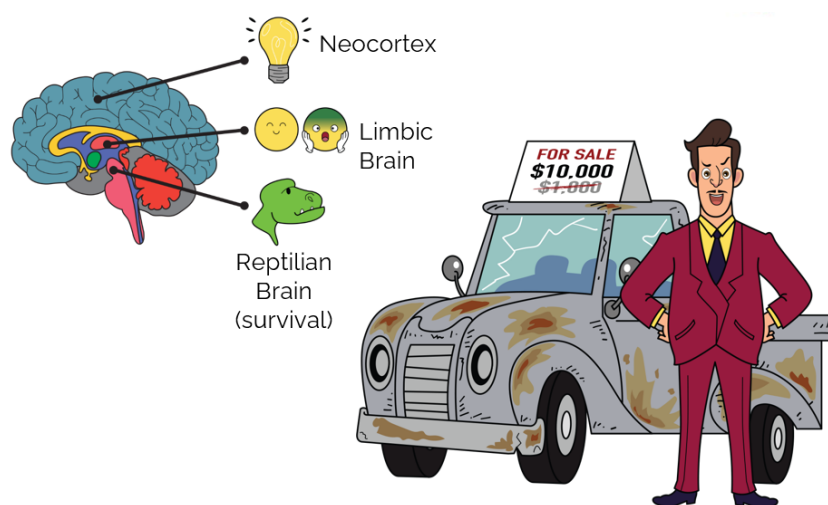 Neocortex
Limbic
Brain
Reptilian
Brain
(survival)
FOR SALE
$10,000
$1,000